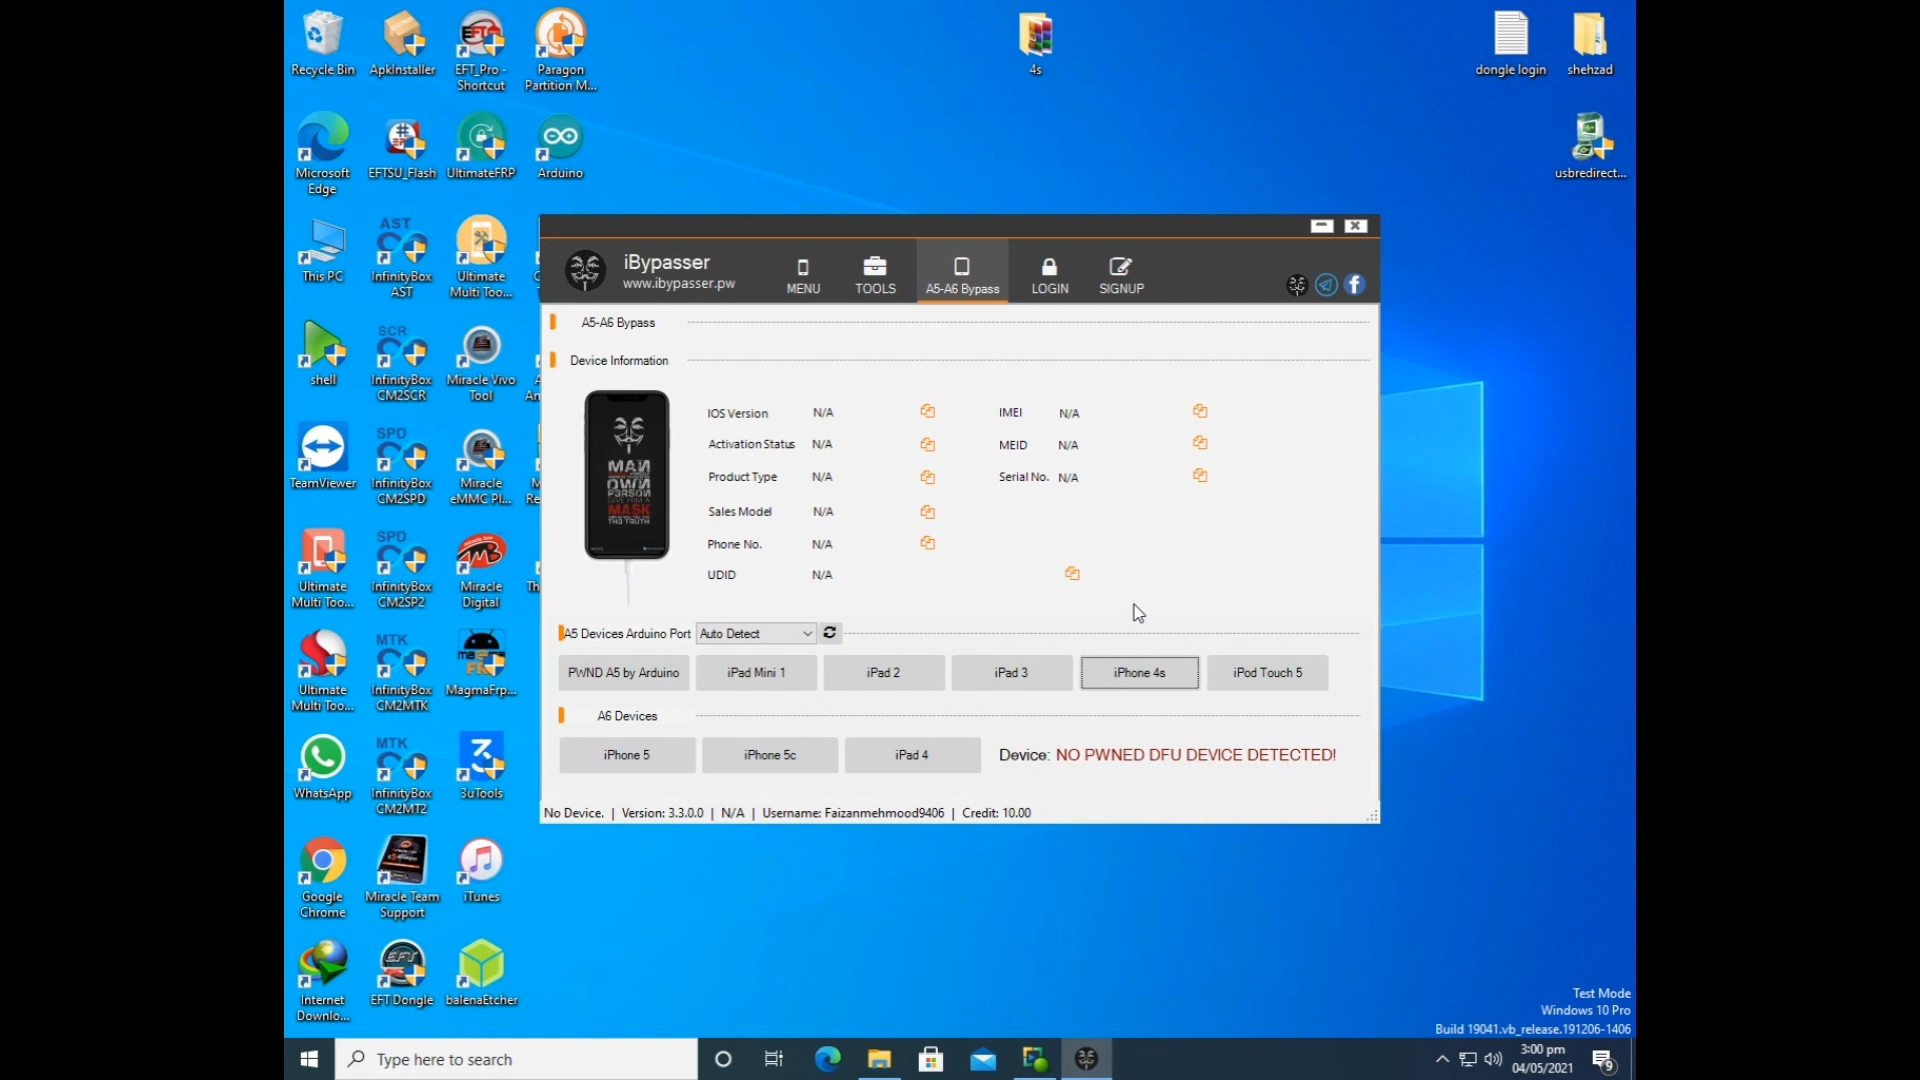 Recycle Bin
ApkInstaller
EFT_Pro -
Shortcut
Paragon
Partition M...
4s
dongle login
shehzad
Microsoft
Edge
EFTSU_Flash
UltimateFRP
Arduino
usbredirect...
This PC
AST
InfinityBox
AST
Ultimate
Multi Too...
shell
SCR
InfinityBox
CM2SCR
Miracle Vivo
Tool
TeamViewer
SPD
InfinityBox
CM2SPD
Miracle
eMMC Pl...
Ultimate
Multi Too...
SPD
InfinityBox
CM2SP2
Miracle
Digital
Ultimate
Multi Too...
MTK
InfinityBox
CM2MTK
MagmaFrp...
WhatsApp
MTK
InfinityBox
CM2MT2
3uTools
Google
Chrome
Miracle Team
Support
iTunes
Internet
Downlo...
EFT Dongle
balenaEtcher
iBypasser
www.ibypasser.pw
MENU
TOOLS
A5-A6 Bypass
LOGIN
SIGNUP
A5-A6 Bypass
Device Information
IOS Version N/A
IMEI N/A
Activation Status N/A
MEID N/A
Product Type N/A
Serial No. N/A
Sales Model N/A
Phone No. N/A
UDID N/A
MASK
A5 Devices Arduino Port Auto Detect
PWND A5 by Arduino
iPad Mini 1
iPad 2
iPad 3
iPhone 4s
iPod Touch 5
A6 Devices
iPhone 5
iPhone 5c
iPad 4
Device: NO PWNED DFU DEVICE DETECTED!
No Device. | Version: 3.3.0.0 | N/A | Username: Faizanmehmood9406 | Credit: 10.00
Test Mode
Windows 10 Pro
Build 19041.vb_release.191206-1406
Type here to search
3:00 pm
04/05/2021
9